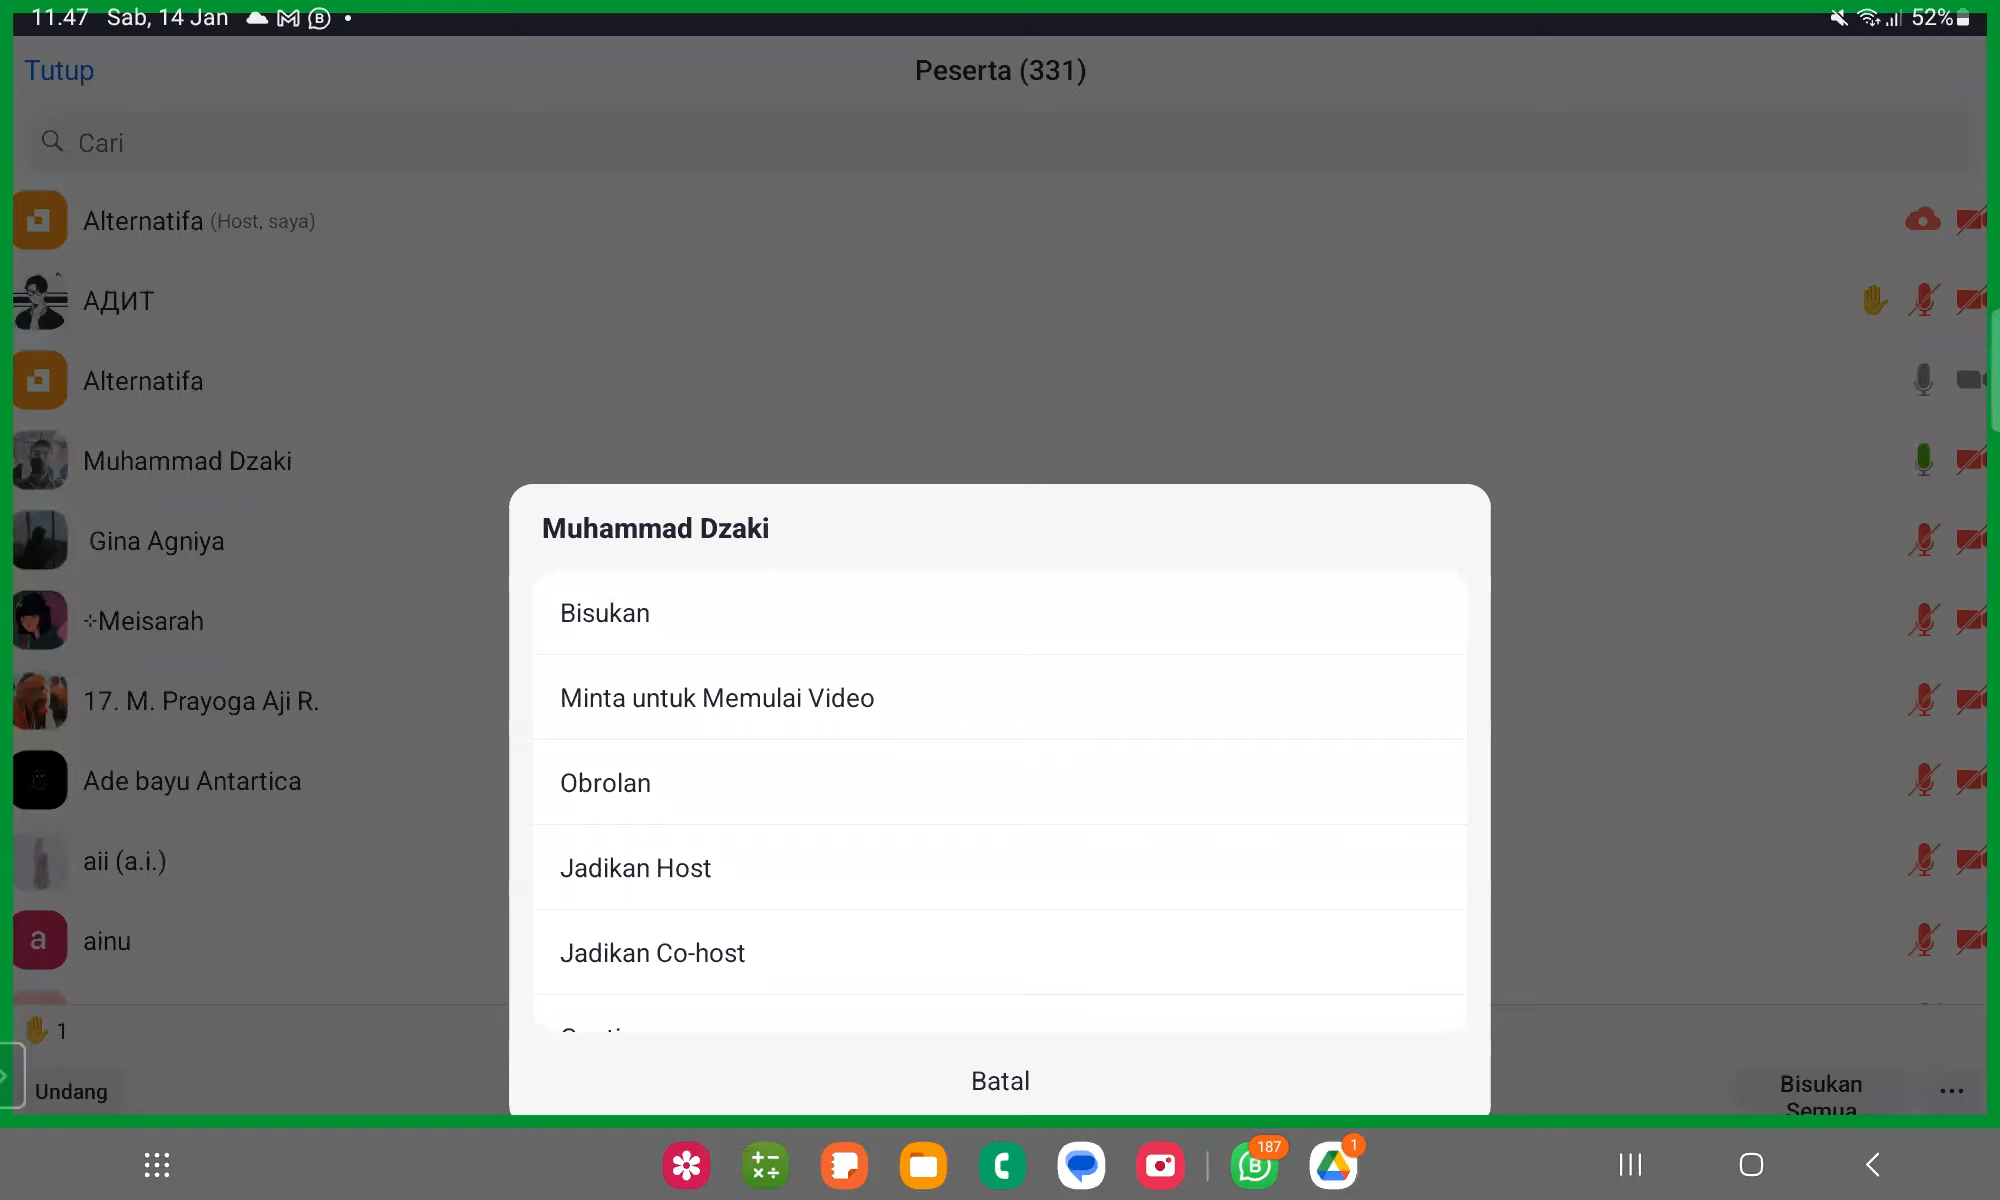 11.47 Sab, 14 Jan
52%
Tutup
Peserta (331)
Cari
Alternatifa (Host, saya)
АДИТ
Alternatifa
Muhammad Dzaki
Gina Agniya
⊹Meisarah
17. M. Prayoga Aji R.
Ade bayu Antartica
aii (a.i.)
a
ainu
Muhammad Dzaki
Bisukan
Minta untuk Memulai Video
Obrolan
Jadikan Host
Jadikan Co-host
Batal
1
Undang
Bisukan
Semua
187
1